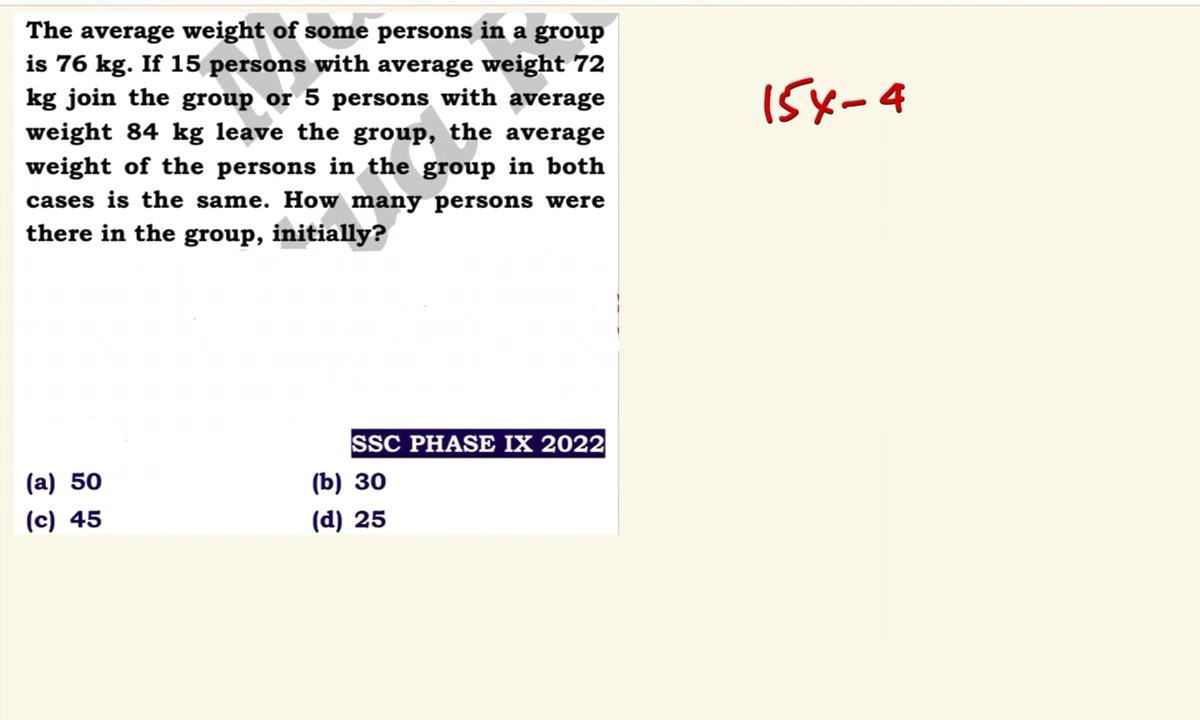 The average weight of some persons in a group
is 76 kg. If 15 persons with average weight 72
kg join the group or 5 persons with average
weight 84 kg leave the group, the average
weight of the persons in the group in both
cases is the same. How many persons were
there in the group, initially?
15x-4
SSC PHASE IX 2022
(a) 50 (b) 30
(c) 45 (d) 25